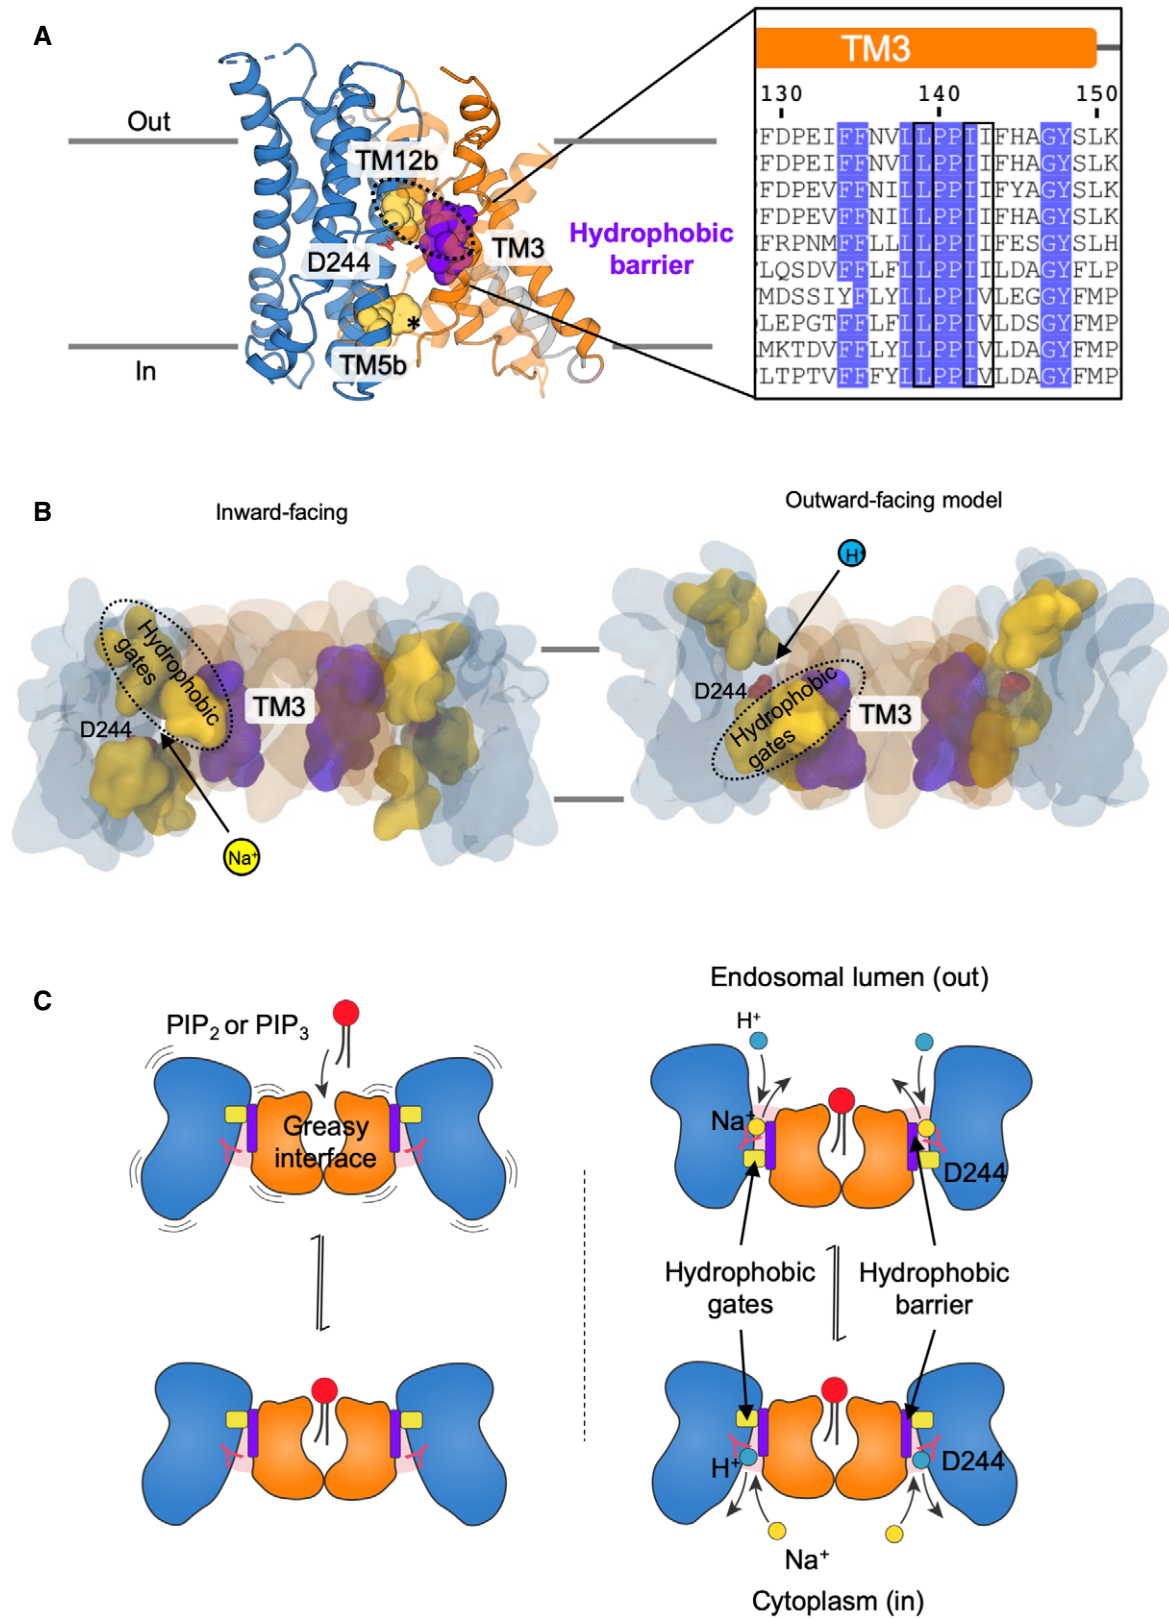 A
Out
In
TM12b
D244
TM3
TM5b
*
Hydrophobic
barrier
TM3
130 140 150
FDPEIFFNVLLPPIIFHAGYSLK
FDPEIFFNVLLPPIIFHAGYSLK
FDPEVFFNILLPPIIFYAGYSLK
FDPEVFFNILLPPIIFHAGYSLK
FRPNMFFLLLLPPIIFESGYSLH
LQSDVFFLFLLPPIILDAGYFLP
MDSSIYFLYLLPPIVLEGGYFMP
LEPGTFFLFLLPPIVLDSGYFMP
MKTDVFFLYLLPPIVLDAGYFMP
LTPTVFFFYLLPPIVLDAGYFMP
B
Inward-facing
Hydrophobic
gates
D244
TM3
Na⁺
Outward-facing model
H⁺
D244
Hydrophobic
gates
TM3
C
PIP₂ or PIP₃
Greasy
interface
Endosomal lumen (out)
H⁺
Na⁺
D244
Hydrophobic
gates
Hydrophobic
barrier
H⁺
D244
Na⁺
Cytoplasm (in)